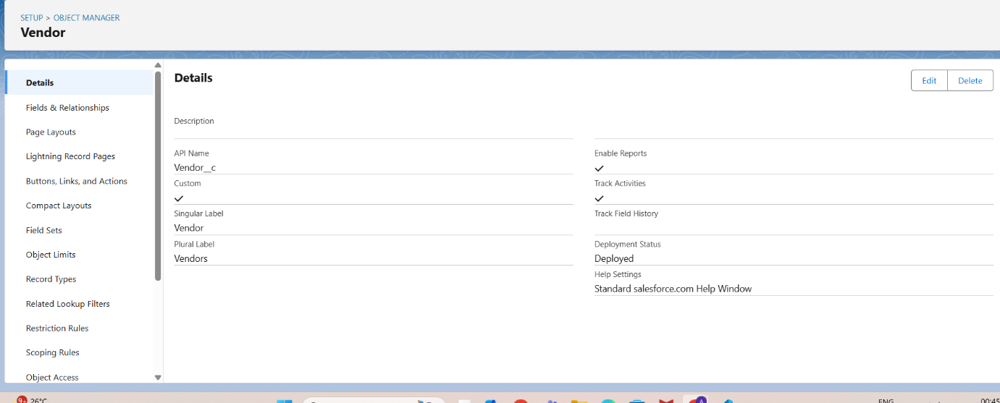 SETUP > OBJECT MANAGER
Vendor
Details
Fields & Relationships
Page Layouts
Lightning Record Pages
Buttons, Links, and Actions
Compact Layouts
Field Sets
Object Limits
Record Types
Related Lookup Filters
Restriction Rules
Scoping Rules
Object Access
Details
Edit
Delete
Description
API Name
Vendor__c
Custom
Singular Label
Vendor
Plural Label
Vendors
Enable Reports
Track Activities
Track Field History
Deployment Status
Deployed
Help Settings
Standard salesforce.com Help Window
9+
26°C
A
ENG
00:45